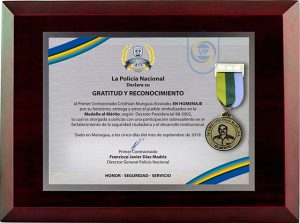 La Policía Nacional
Declara su
GRATITUD Y RECONOCIMIENTO
al Primer Comisionado Cristhian Munguía Alvarado, EN HOMENAJE
por su heroísmo, entrega y amor al pueblo simbolizados en la
Medalla al Mérito, según Decreto Presidencial 98-2002,
la cual es otorgada a policías con una participación sobresaliente en el
fortalecimiento de la seguridad ciudadana y el desarrollo institucional.
Dado en Managua, a los cinco días del mes de septiembre de 2019
Primer Comisionado
Francisco Javier Díaz Madriz
Director General Policía Nacional
HONOR - SEGURIDAD - SERVICIO